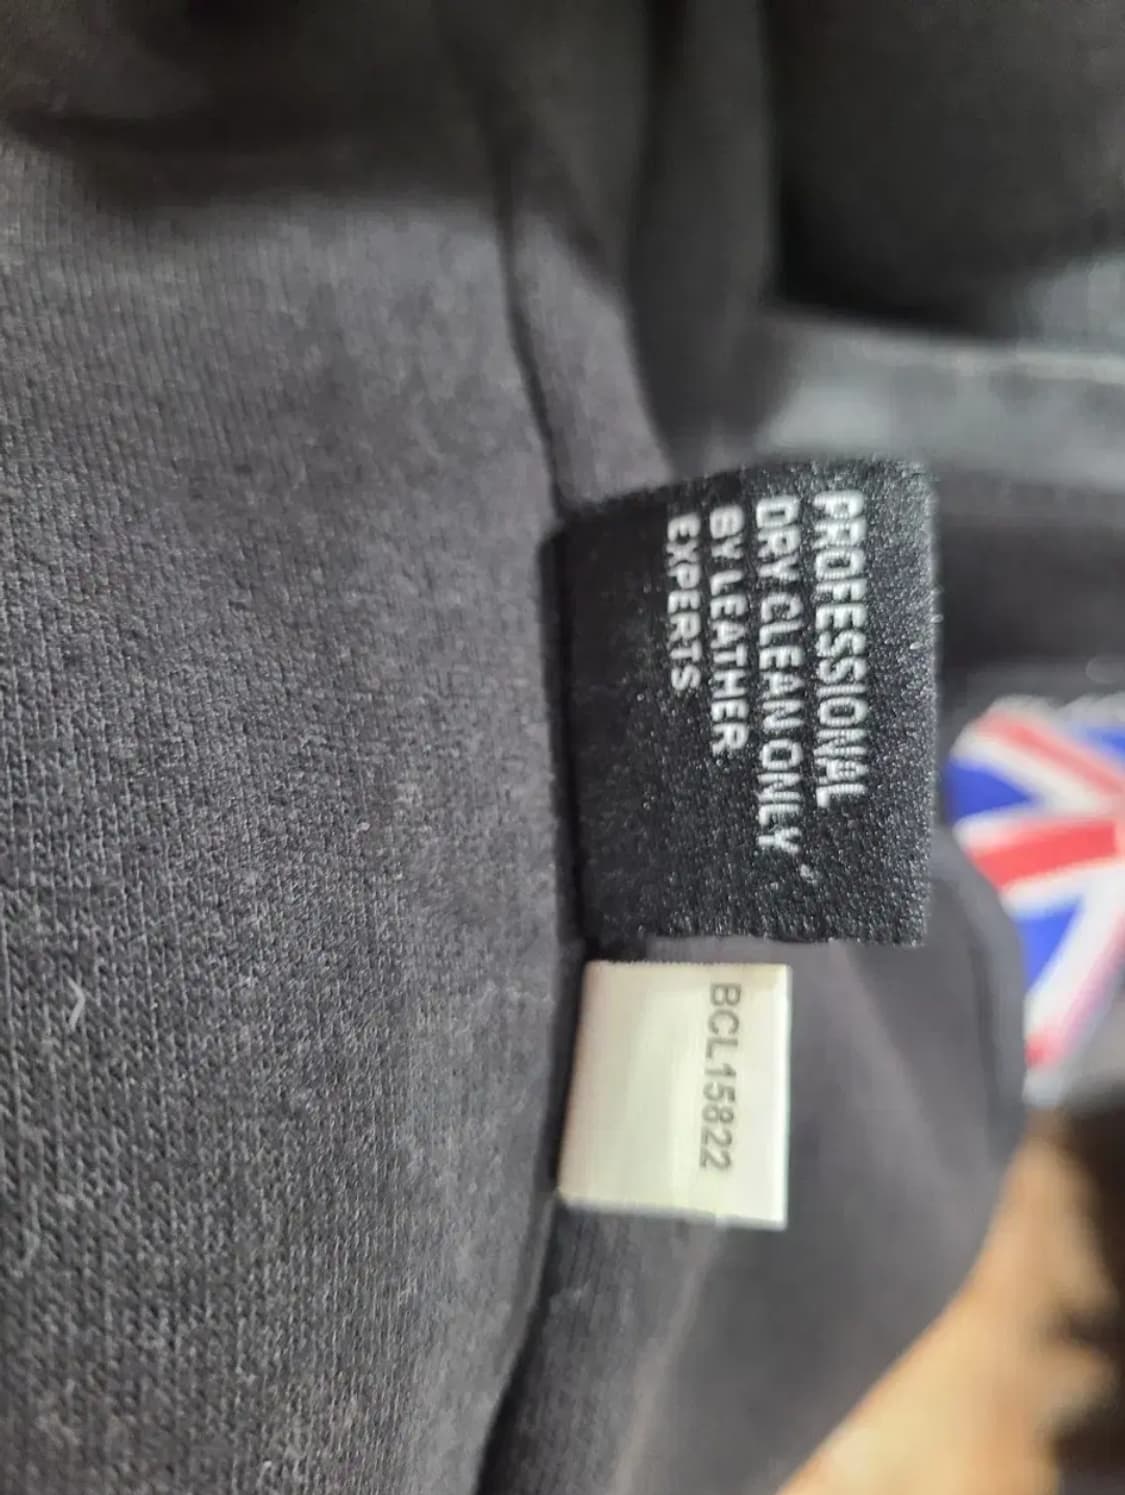 PROFESSIONAL
DRY CLEAN ONLY
BY LEATHER
EXPERTS
BCL15822